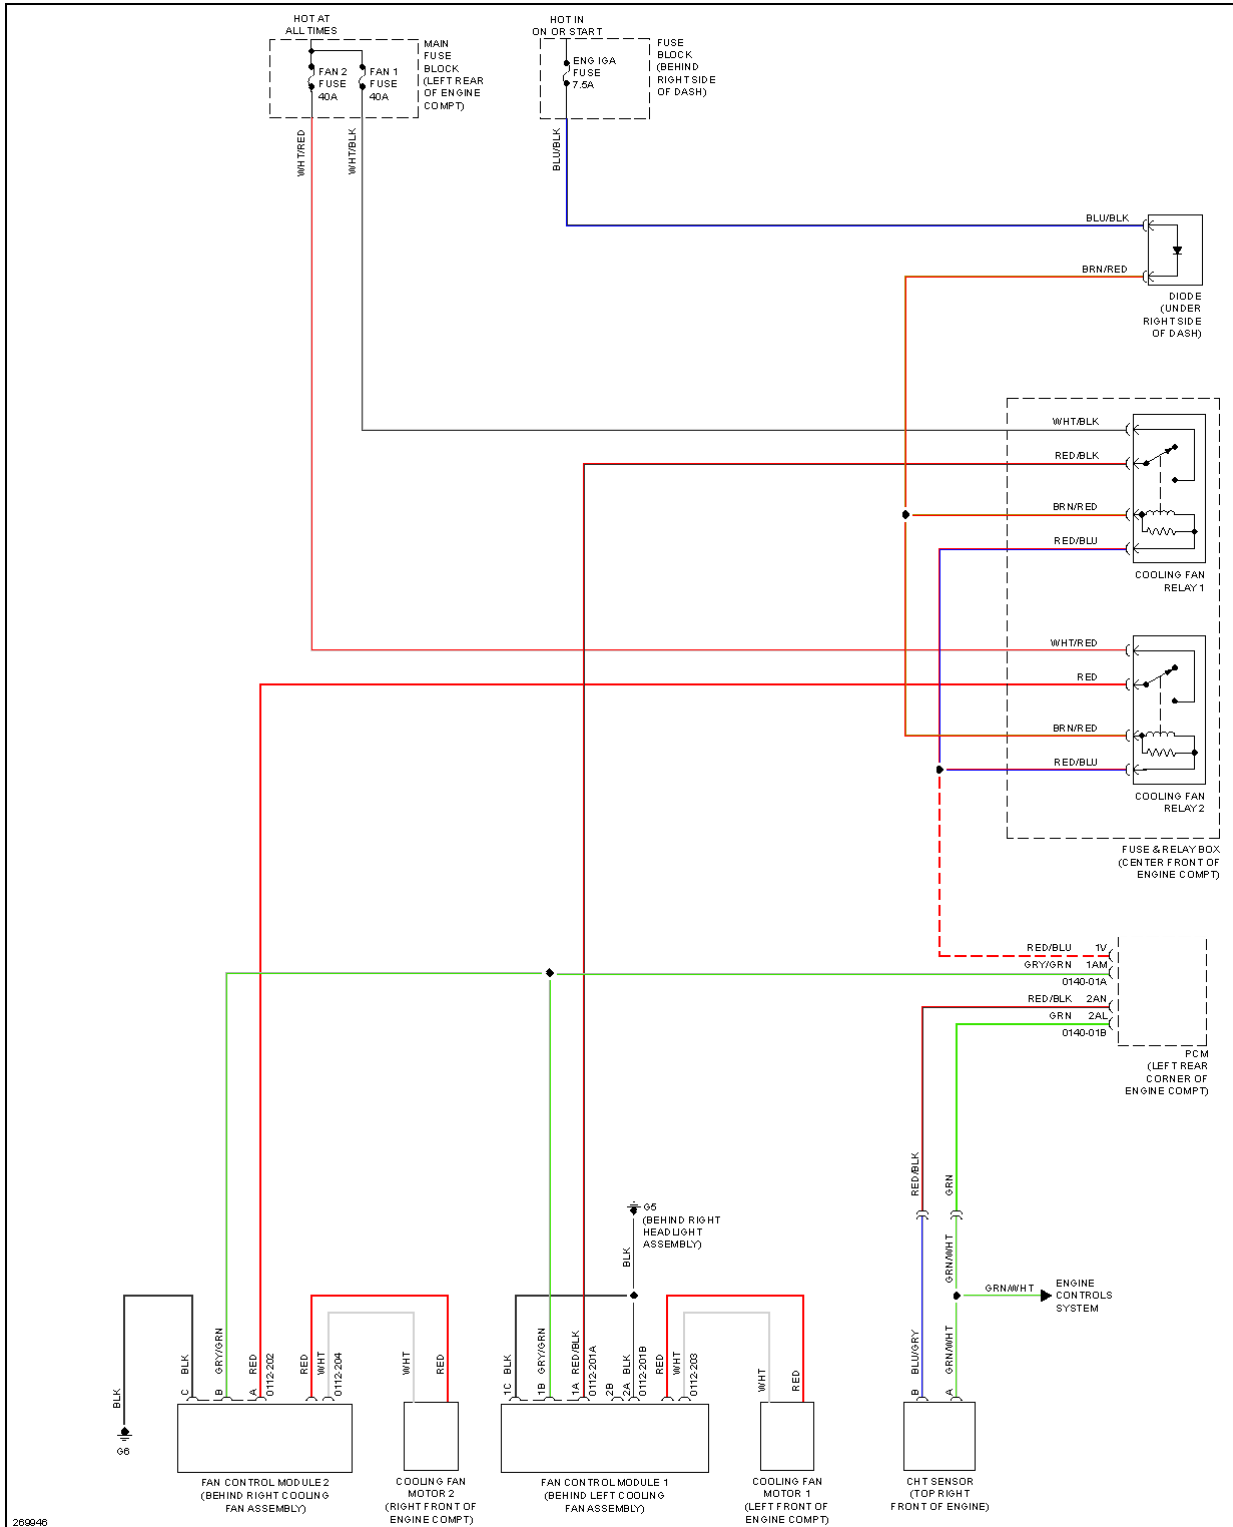 HOT AT
ALL TIMES
FAN 2
FUSE
40A
FAN 1
FUSE
40A
MAIN
FUSE
BLOCK
(LEFT REAR
OF ENGINE
COMPT)
HOT IN
ON OR START
ENG IGA
FUSE
7.5A
FUSE
BLOCK
(BEHIND
RIGHT SIDE
OF DASH)
WHT/RED
WHT/BLK
BLU/BLK
BLU/BLK
BRN/RED
DIODE
(UNDER
RIGHT SIDE
OF DASH)
WHT/BLK
RED/BLK
BRN/RED
RED/BLU
COOLING FAN
RELAY 1
WHT/RED
RED
BRN/RED
RED/BLU
COOLING FAN
RELAY 2
FUSE & RELAY BOX
(CENTER FRONT OF
ENGINE COMPT)
RED/BLU 1V
GRY/GRN 1AM
0140-01A
RED/BLK 2AN
GRN 2AL
0140-01B
PCM
(LEFT REAR
CORNER OF
ENGINE COMPT)
RED/BLK
GRN
G5
(BEHIND RIGHT
HEADLIGHT
ASSEMBLY)
BLK
GRN/WHT
GRN/WHT
ENGINE
CONTROLS
SYSTEM
BLK
C BLK
B GRY/GRN
A RED
0112-202
RED
WHT
0112-204
WHT
RED
1C BLK
1B GRY/GRN
1A RED/BLK
0112-201A
2B
2A BLK
0112-201B
RED
WHT
0112-203
WHT
RED
B BLU/GRY
A GRN/WHT
G6
FAN CONTROL MODULE 2
(BEHIND RIGHT COOLING
FAN ASSEMBLY)
COOLING FAN
MOTOR 2
(RIGHT FRONT OF
ENGINE COMPT)
FAN CONTROL MODULE 1
(BEHIND LEFT COOLING
FAN ASSEMBLY)
COOLING FAN
MOTOR 1
(LEFT FRONT OF
ENGINE COMPT)
CHT SENSOR
(TOP RIGHT
FRONT OF ENGINE)
269946